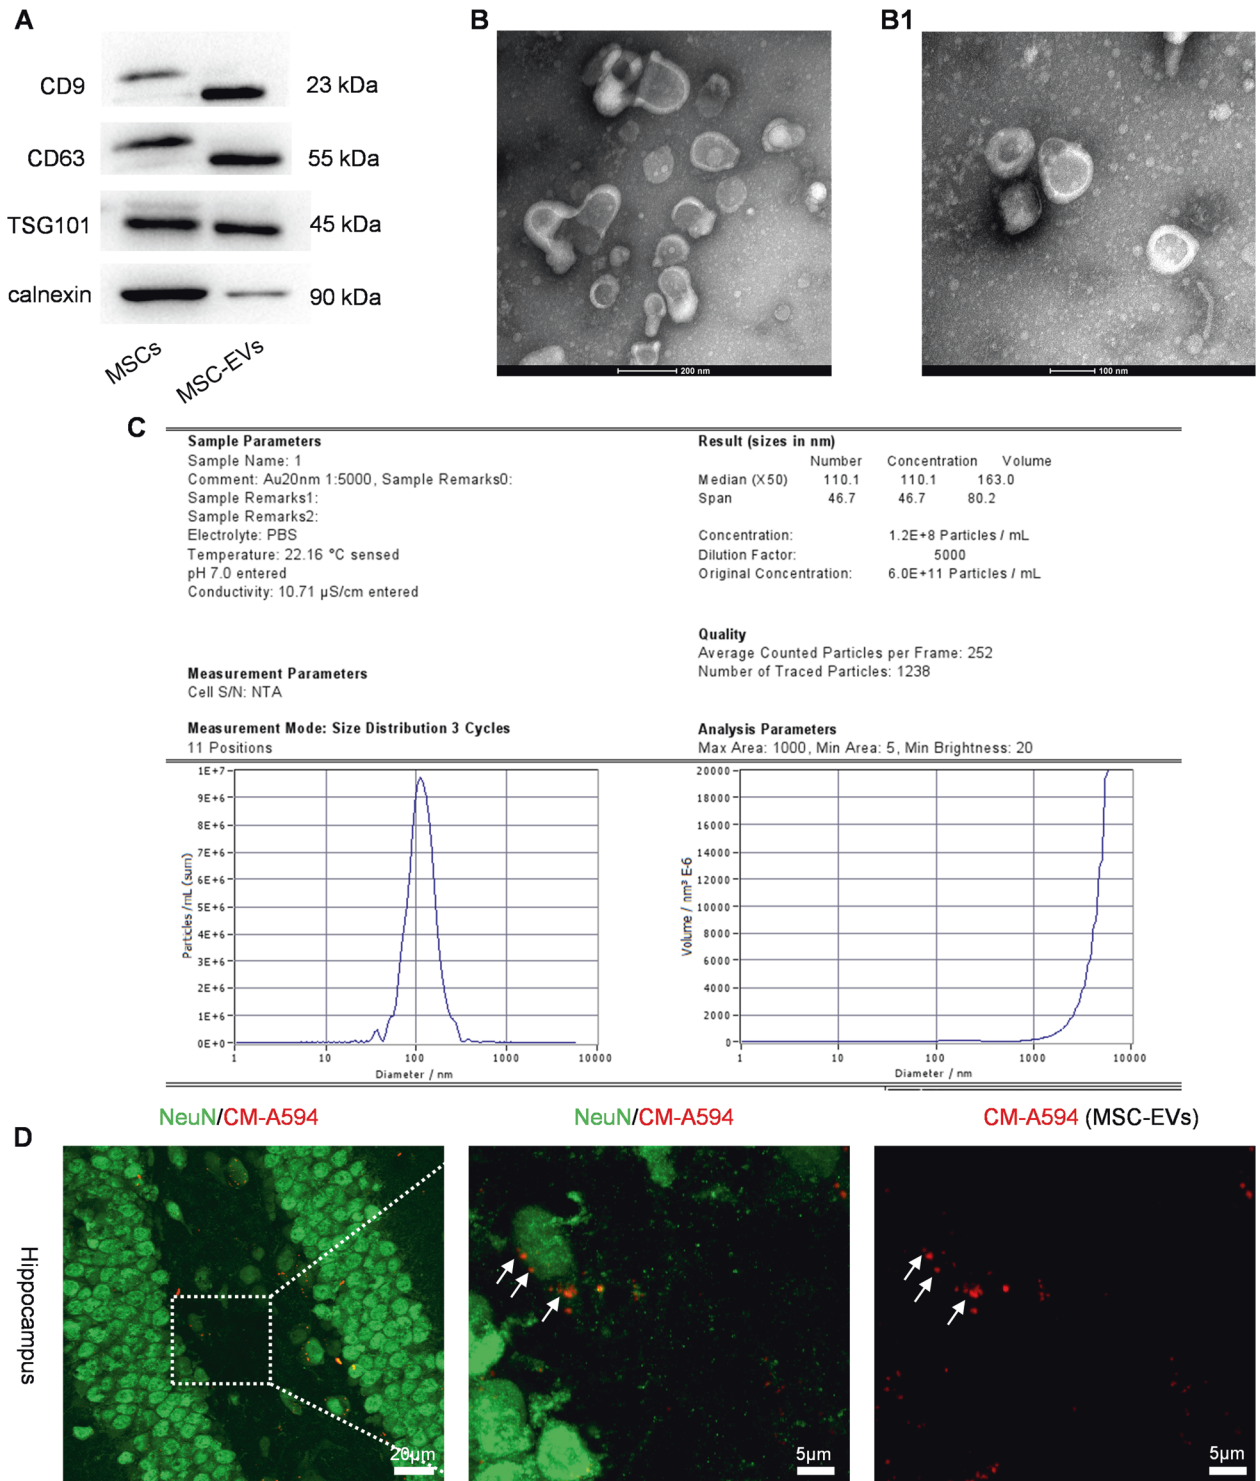 A
CD9
23 kDa
CD63
55 kDa
TSG101
45 kDa
calnexin
90 kDa
MSCs
MSC-EVs
B
200 nm
B1
100 nm
C
Sample Parameters
Sample Name: 1
Comment: Au20nm 1:5000, Sample Remarks0:
Sample Remarks1:
Sample Remarks2:
Electrolyte: PBS
Temperature: 22.16 °C sensed
pH 7.0 entered
Conductivity: 10.71 µS/cm entered
Measurement Parameters
Cell S/N: NTA
Measurement Mode: Size Distribution 3 Cycles
11 Positions
Result (sizes in nm)
Number Concentration Volume
Median (X50) 110.1 110.1 163.0
Span 46.7 46.7 80.2
Concentration: 1.2E+8 Particles / mL
Dilution Factor: 5000
Original Concentration: 6.0E+11 Particles / mL
Quality
Average Counted Particles per Frame: 252
Number of Traced Particles: 1238
Analysis Parameters
Max Area: 1000, Min Area: 5, Min Brightness: 20
Particles / mL (sum)
1E+7
9E+6
8E+6
7E+6
6E+6
5E+6
4E+6
3E+6
2E+6
1E+6
0E+0
1 10 100 1000 10000
Diameter / nm
Volume / nm³ E-6
20000
18000
16000
14000
12000
10000
8000
6000
4000
2000
0
1 10 100 1000 10000
Diameter / nm
D
NeuN/CM-A594
NeuN/CM-A594
CM-A594 (MSC-EVs)
Hippocampus
20µm
5µm
5µm